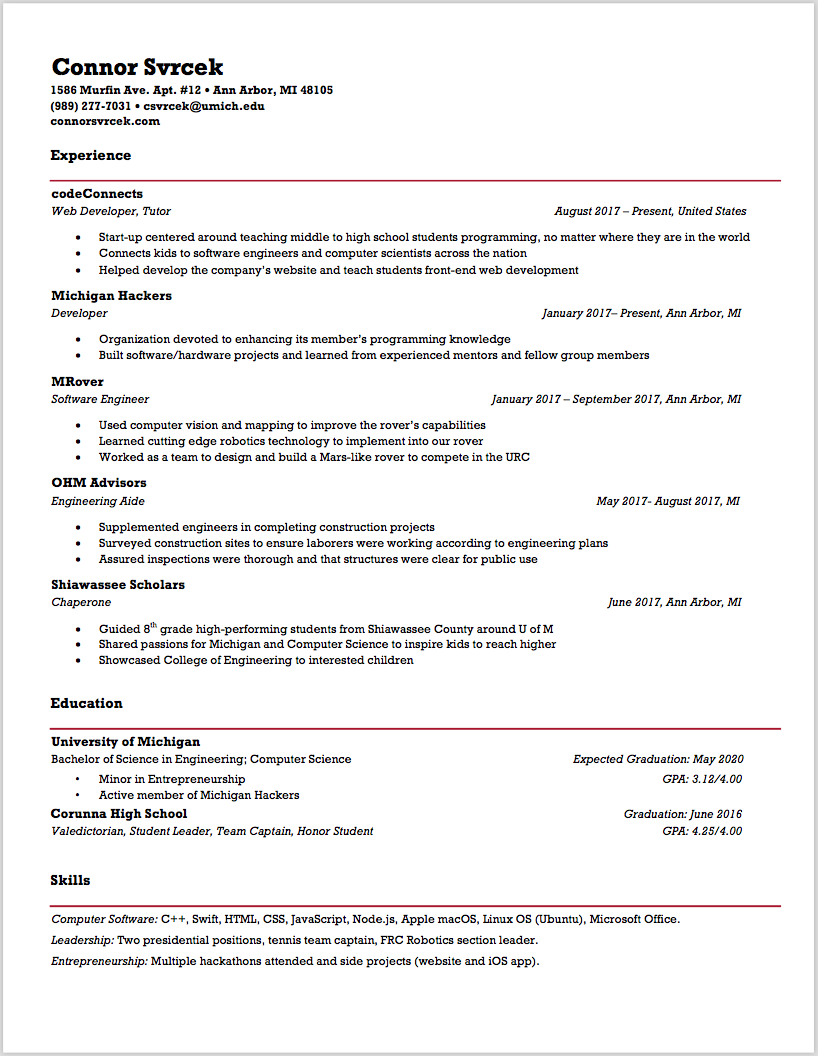 Connor Svrcek
1586 Murfin Ave. Apt. #12 • Ann Arbor, MI 48105
(989) 277-7031 • csvrcek@umich.edu
connorsvrcek.com
Experience
codeConnects
Web Developer, Tutor August 2017 – Present, United States
• Start-up centered around teaching middle to high school students programming, no matter where they are in the world
• Connects kids to software engineers and computer scientists across the nation
• Helped develop the company's website and teach students front-end web development
Michigan Hackers
Developer January 2017– Present, Ann Arbor, MI
• Organization devoted to enhancing its member's programming knowledge
• Built software/hardware projects and learned from experienced mentors and fellow group members
MRover
Software Engineer January 2017 – September 2017, Ann Arbor, MI
• Used computer vision and mapping to improve the rover's capabilities
• Learned cutting edge robotics technology to implement into our rover
• Worked as a team to design and build a Mars-like rover to compete in the URC
OHM Advisors
Engineering Aide May 2017- August 2017, MI
• Supplemented engineers in completing construction projects
• Surveyed construction sites to ensure laborers were working according to engineering plans
• Assured inspections were thorough and that structures were clear for public use
Shiawassee Scholars
Chaperone June 2017, Ann Arbor, MI
• Guided 8th grade high-performing students from Shiawassee County around U of M
• Shared passions for Michigan and Computer Science to inspire kids to reach higher
• Showcased College of Engineering to interested children
Education
University of Michigan
Bachelor of Science in Engineering; Computer Science Expected Graduation: May 2020
• Minor in Entrepreneurship GPA: 3.12/4.00
• Active member of Michigan Hackers
Corunna High School Graduation: June 2016
Valedictorian, Student Leader, Team Captain, Honor Student GPA: 4.25/4.00
Skills
Computer Software: C++, Swift, HTML, CSS, JavaScript, Node.js, Apple macOS, Linux OS (Ubuntu), Microsoft Office.
Leadership: Two presidential positions, tennis team captain, FRC Robotics section leader.
Entrepreneurship: Multiple hackathons attended and side projects (website and iOS app).